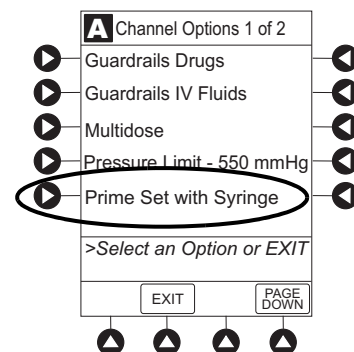 A Channel Options 1 of 2
Guardrails Drugs
Guardrails IV Fluids
Multidose
Pressure Limit - 550 mmHg
Prime Set with Syringe
>Select an Option or EXIT
EXIT
PAGE
DOWN